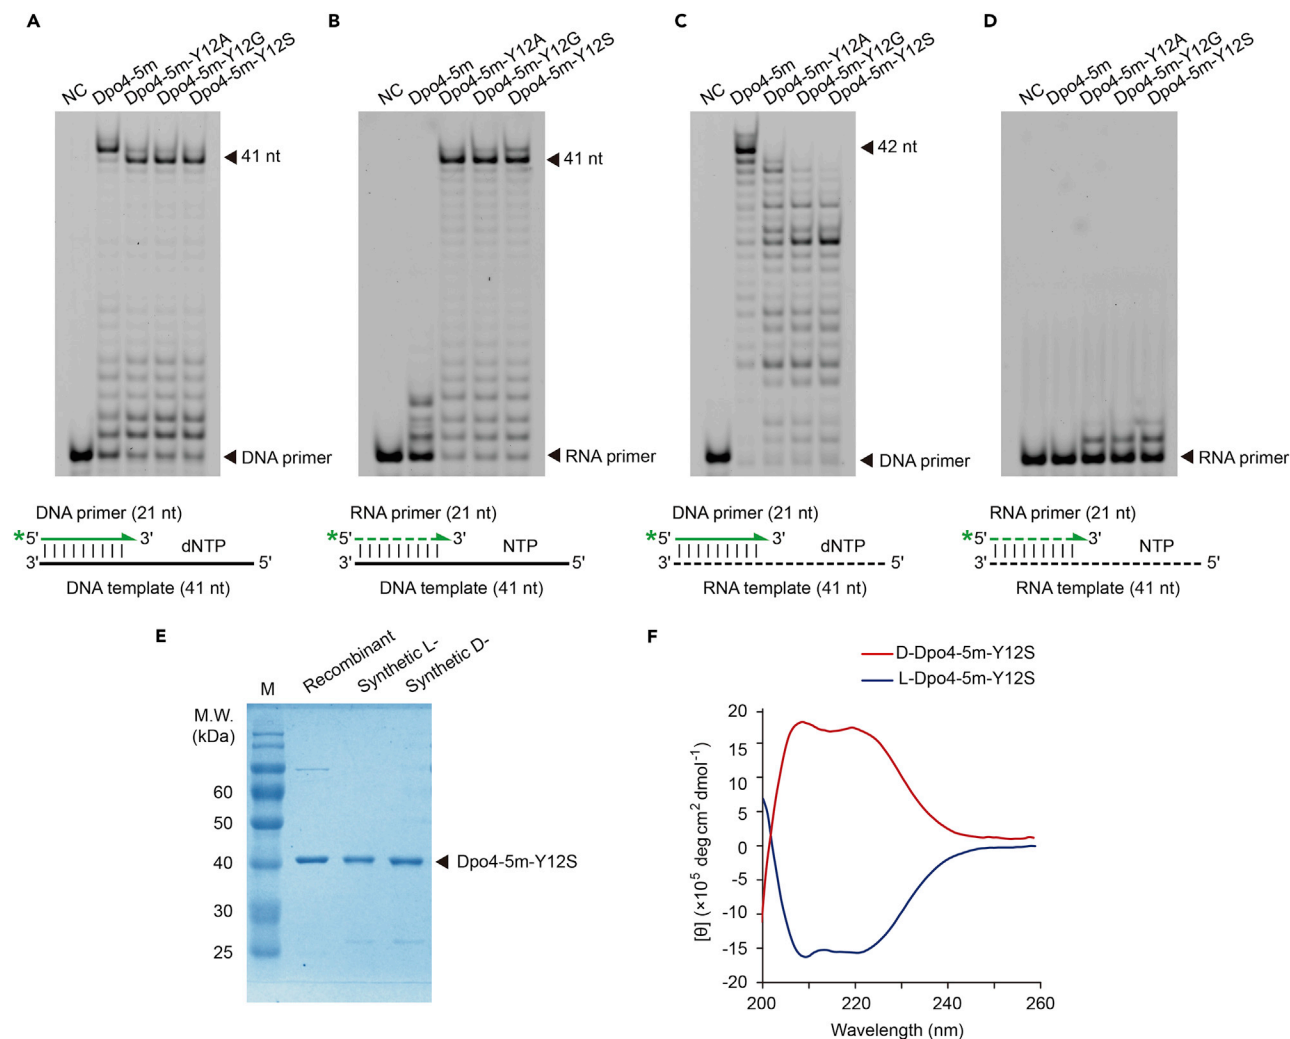 A
NC
Dpo4-5m
Dpo4-5m-Y12A
Dpo4-5m-Y12G
Dpo4-5m-Y12S
41 nt
DNA primer
DNA primer (21 nt)
*5' 3'
dNTP
3' 5'
DNA template (41 nt)
B
NC
Dpo4-5m
Dpo4-5m-Y12A
Dpo4-5m-Y12G
Dpo4-5m-Y12S
41 nt
RNA primer
RNA primer (21 nt)
*5' 3'
NTP
3' 5'
DNA template (41 nt)
C
NC
Dpo4-5m
Dpo4-5m-Y12A
Dpo4-5m-Y12G
Dpo4-5m-Y12S
42 nt
DNA primer
DNA primer (21 nt)
*5' 3'
dNTP
3' 5'
RNA template (41 nt)
D
NC
Dpo4-5m
Dpo4-5m-Y12A
Dpo4-5m-Y12G
Dpo4-5m-Y12S
RNA primer
RNA primer (21 nt)
*5' 3'
NTP
3' 5'
RNA template (41 nt)
E
M
Recombinant
Synthetic L-
Synthetic D-
M.W.
(kDa)
60
50
40
30
25
Dpo4-5m-Y12S
F
D-Dpo4-5m-Y12S
L-Dpo4-5m-Y12S
[θ] (×10⁵ deg cm² dmol⁻¹)
20
15
10
5
0
-5
-10
-15
-20
200 220 240 260
Wavelength (nm)